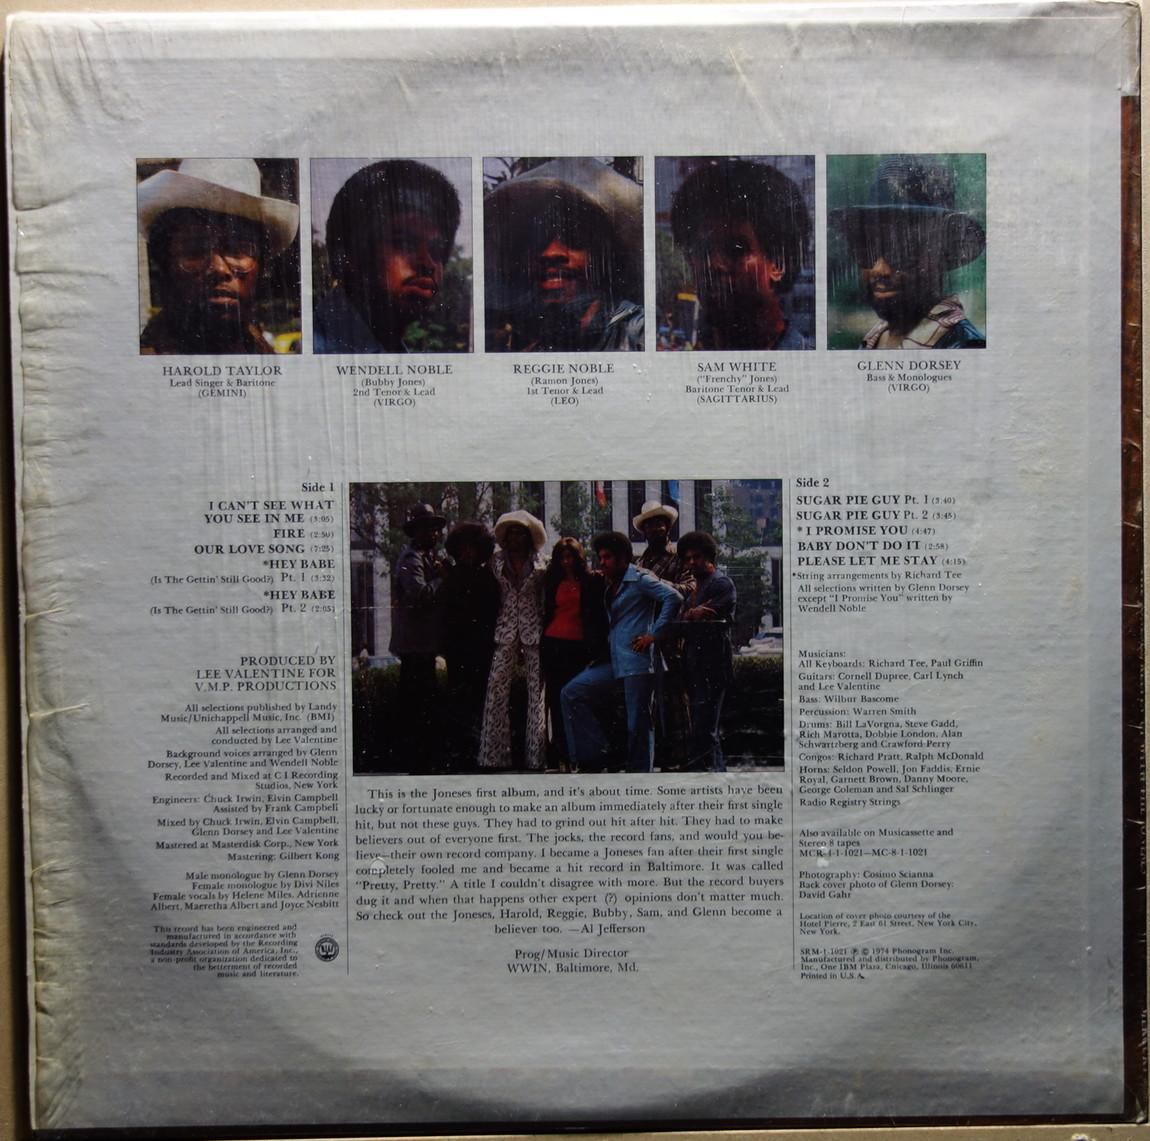 HAROLD TAYLOR
Lead Singer & Baritone
(GEMINI)
WENDELL NOBLE
(Bubby Jones)
2nd Tenor & Lead
(VIRGO)
REGGIE NOBLE
(Ramon Jones)
1st Tenor & Lead
(LEO)
SAM WHITE
("Frenchy" Jones)
Baritone Tenor & Lead
(SAGITTARIUS)
GLENN DORSEY
Bass & Monologues
(VIRGO)
Side 1
I CAN'T SEE WHAT
YOU SEE IN ME (3:05)
FIRE (2:50)
OUR LOVE SONG (7:25)
*HEY BABE
(Is The Gettin' Still Good?) Pt. 1 (3:32)
*HEY BABE
(Is The Gettin' Still Good?) Pt. 2 (2:05)
PRODUCED BY
LEE VALENTINE FOR
V.M.P. PRODUCTIONS
All selections published by Landy
Music/Unichappell Music, Inc. (BMI)
All selections arranged and
conducted by Lee Valentine
Background voices arranged by Glenn
Dorsey, Lee Valentine and Wendell Noble
Recorded and Mixed at C I Recording
Studios, New York
Engineers: Chuck Irwin, Elvin Campbell
Assisted by Frank Campbell
Mixed by Chuck Irwin, Elvin Campbell,
Glenn Dorsey and Lee Valentine
Mastered at Masterdisk Corp., New York
Mastering: Gilbert Kong
Male monologue by Glenn Dorsey
Female monologue by Divi Niles
Female vocals by Helene Miles, Adrienne
Albert, Maeretha Albert and Joyce Nesbitt
This record has been engineered and
manufactured in accordance with
standards developed by the Recording
Industry Association of America, Inc.,
a non-profit organization dedicated to
the betterment of recorded
music and literature.
This is the Joneses first album, and it's about time. Some artists have been
lucky or fortunate enough to make an album immediately after their first single
hit, but not these guys. They had to grind out hit after hit. They had to make
believers out of everyone first. The jocks, the record fans, and would you be-
lieve—their own record company. I became a Joneses fan after their first single
completely fooled me and became a hit record in Baltimore. It was called
"Pretty, Pretty." A title I couldn't disagree with more. But the record buyers
dug it and when that happens other expert (?) opinions don't matter much.
So check out the Joneses, Harold, Reggie, Bubby, Sam, and Glenn become a
believer too. —Al Jefferson
Prog/Music Director
WWIN, Baltimore, Md.
Side 2
SUGAR PIE GUY Pt. 1 (3:40)
SUGAR PIE GUY Pt. 2 (3:45)
* I PROMISE YOU (4:47)
BABY DON'T DO IT (2:58)
PLEASE LET ME STAY (4:15)
*String arrangements by Richard Tee
All selections written by Glenn Dorsey
except "I Promise You" written by
Wendell Noble
Musicians:
All Keyboards: Richard Tee, Paul Griffin
Guitars: Cornell Dupree, Carl Lynch
and Lee Valentine
Bass: Wilbur Bascome
Percussion: Warren Smith
Drums: Bill LaVorgna, Steve Gadd,
Rich Marotta, Dobbie London, Alan
Schwartzberg and Crawford Perry
Congos: Richard Pratt, Ralph McDonald
Horns: Seldon Powell, Jon Faddis, Ernie
Royal, Garnett Brown, Danny Moore,
George Coleman and Sal Schlinger
Radio Registry Strings
Also available on Musicassette and
Stereo 8 tapes
MCR-4-1-1021—MC-8-1-1021
Photography: Cosimo Scianna
Back cover photo of Glenn Dorsey:
David Gahr
Location of cover photo courtesy of the
Hotel Pierre, 2 East 61 Street, New York City,
New York.
SRM-1-1021 ℗ © 1974 Phonogram Inc.
Manufactured and distributed by Phonogram,
Inc., One IBM Plaza, Chicago, Illinois 60611
Printed in U.S.A.